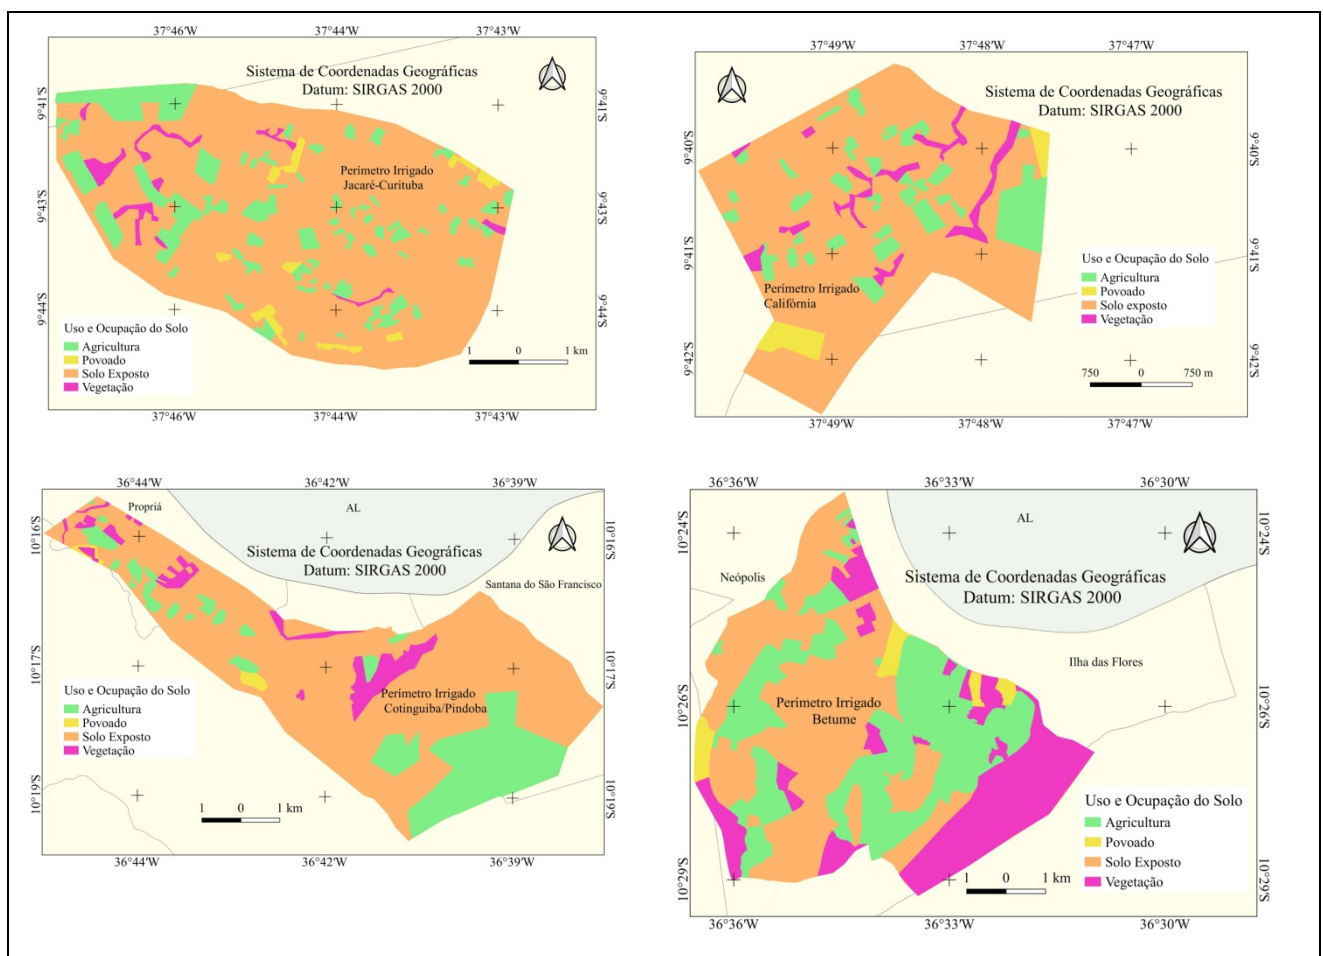 37°46'W 37°44'W 37°43'W
Sistema de Coordenadas Geográficas
Datum: SIRGAS 2000
9°41'S 9°41'S
Perímetro Irrigado
Jacaré-Curituba
9°43'S 9°43'S
9°44'S 9°44'S
Uso e Ocupação do Solo
Agricultura
Povoado
Solo Exposto
Vegetação
1 0 1 km
37°46'W 37°44'W 37°43'W
37°49'W 37°48'W 37°47'W
Sistema de Coordenadas Geográficas
Datum: SIRGAS 2000
9°40'S 9°40'S
9°41'S 9°41'S
Uso e Ocupação do Solo
Agricultura
Povoado
Solo exposto
Vegetação
Perímetro Irrigado
Califórnia
9°42'S 9°42'S
750 0 750 m
37°49'W 37°48'W 37°47'W
36°44'W 36°42'W 36°39'W
Propriá
AL
10°16'S 10°16'S
Sistema de Coordenadas Geográficas
Datum: SIRGAS 2000
Santana do São Francisco
10°17'S 10°17'S
Perímetro Irrigado
Cotinguiba/Pindoba
Uso e Ocupação do Solo
Agricultura
Povoado
Solo Exposto
Vegetação
10°19'S 10°19'S
1 0 1 km
36°44'W 36°42'W 36°39'W
36°36'W 36°33'W 36°30'W
AL
10°24'S 10°24'S
Neópolis
Sistema de Coordenadas Geográficas
Datum: SIRGAS 2000
Ilha das Flores
10°26'S 10°26'S
Perímetro Irrigado
Betume
Uso e Ocupação do Solo
Agricultura
Povoado
Solo Exposto
Vegetação
10°29'S 10°29'S
1 0 1 km
36°36'W 36°33'W 36°30'W